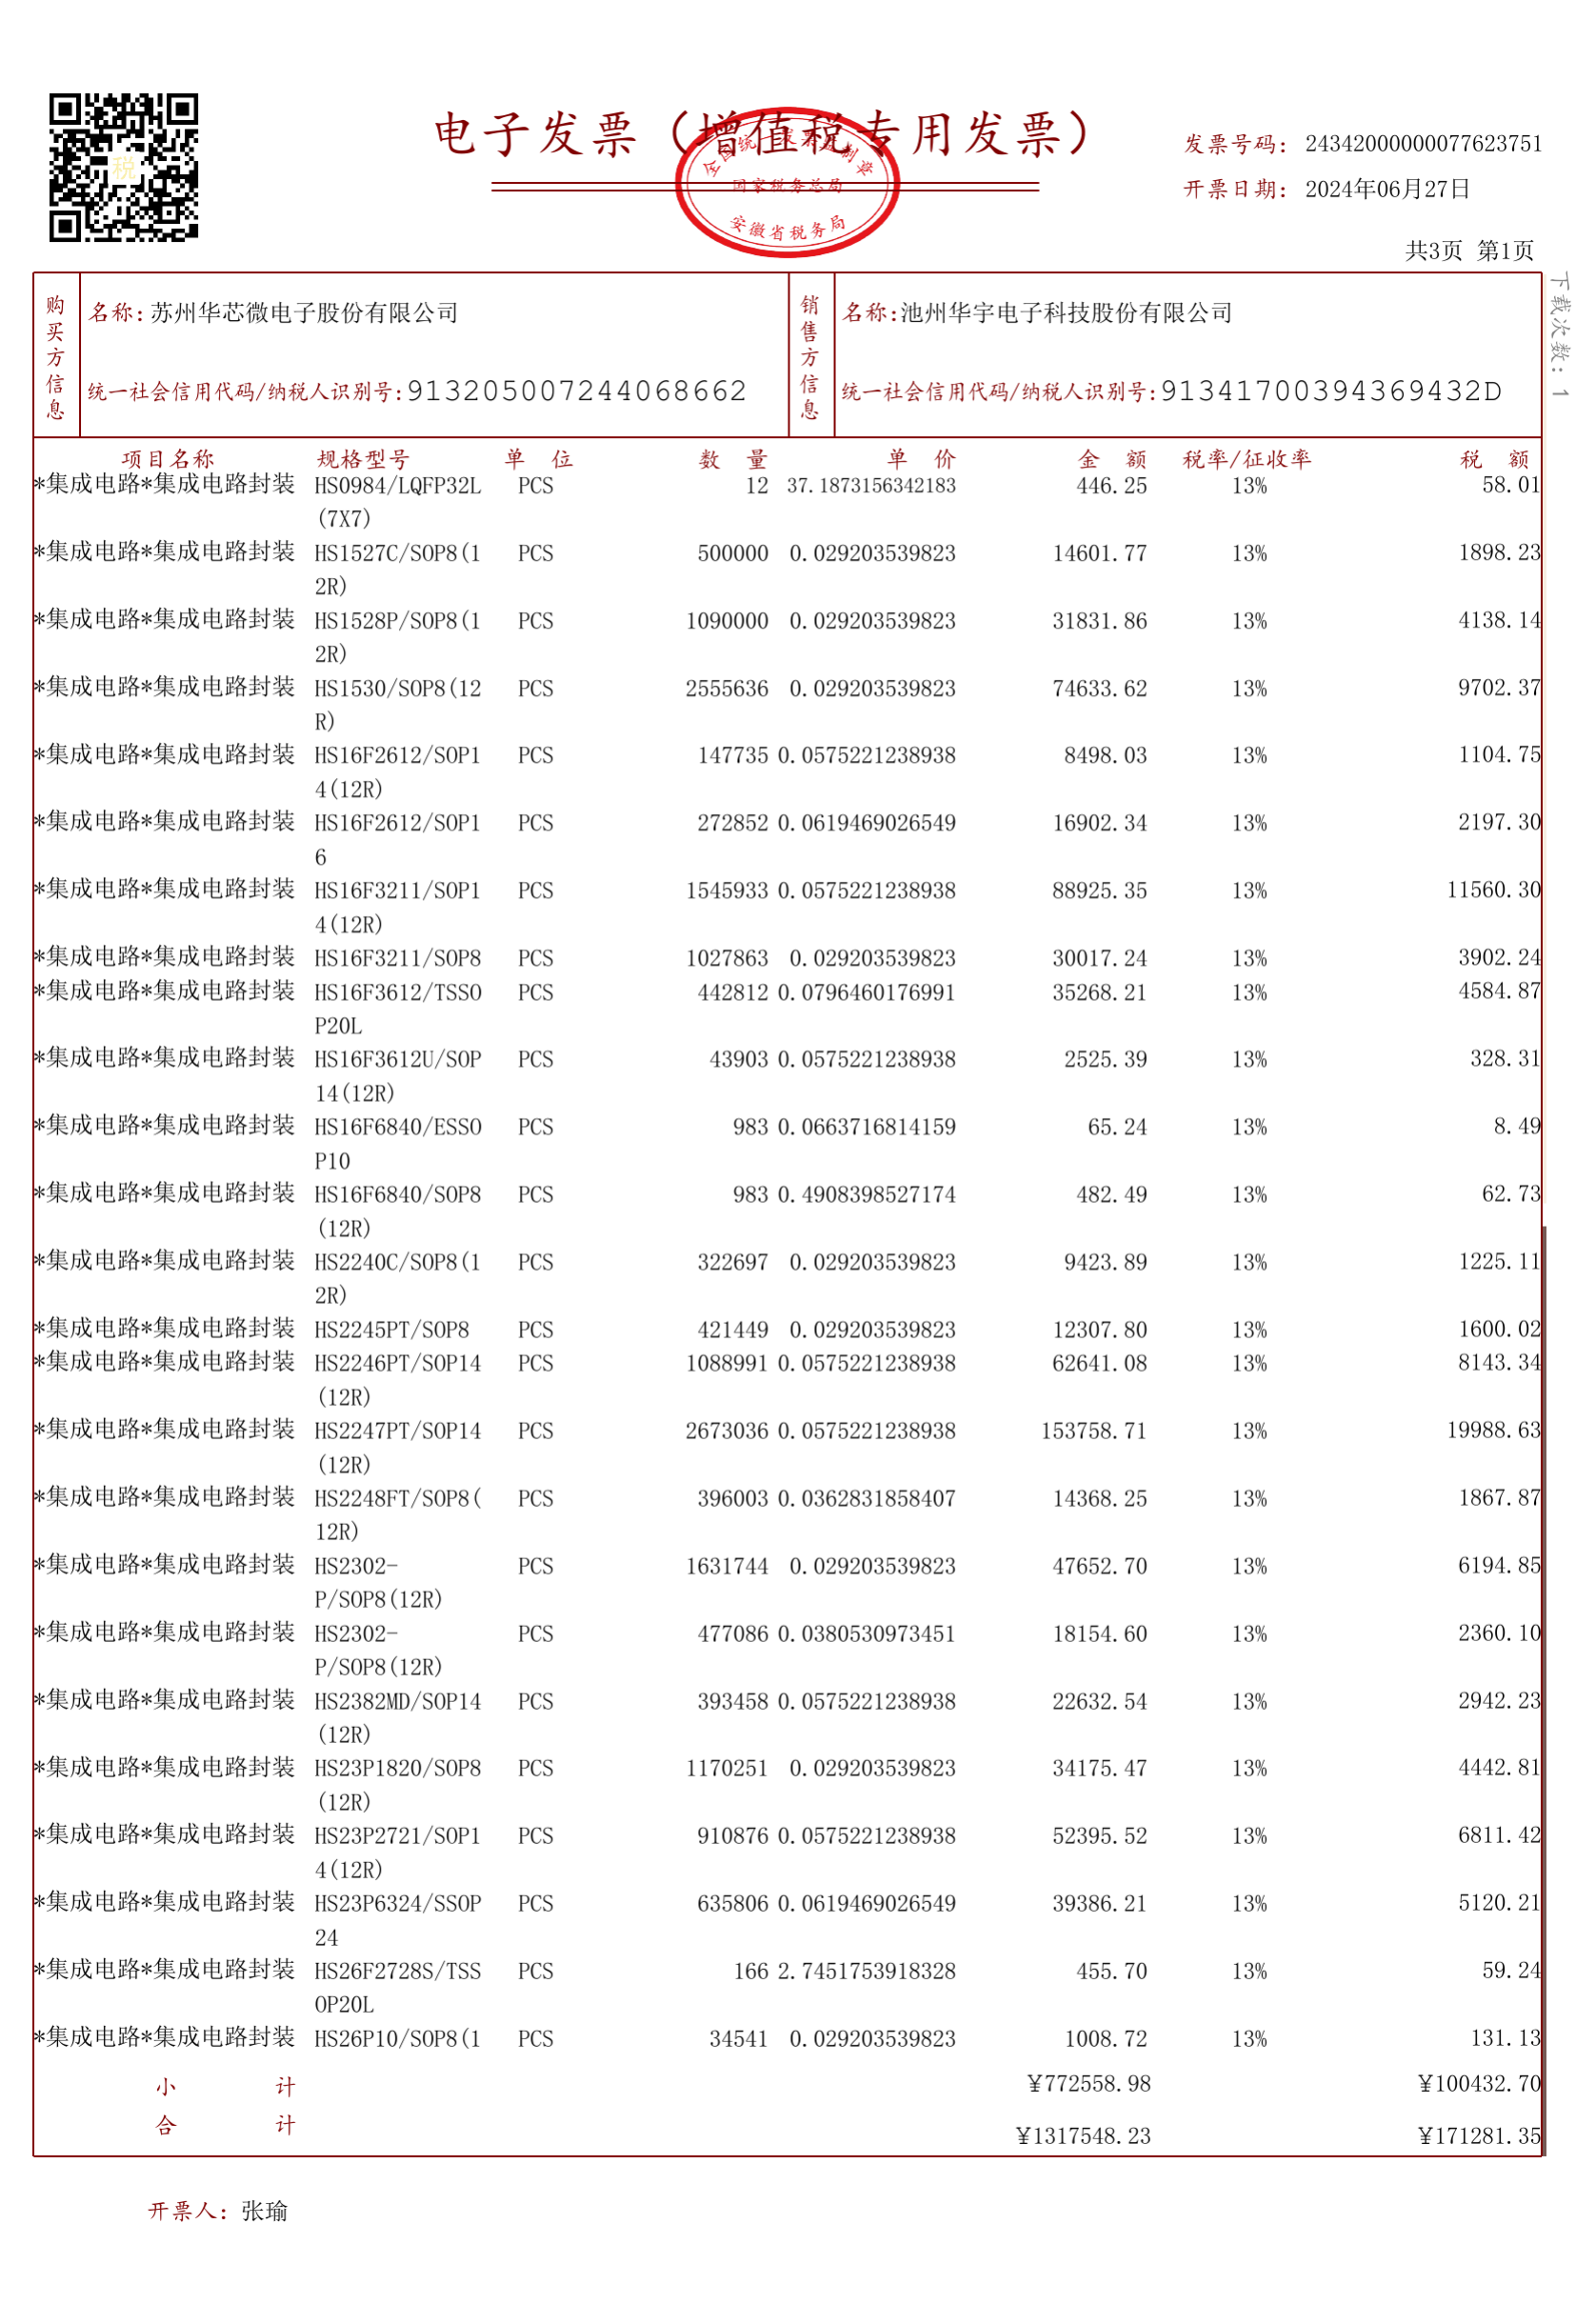 电子发票（增值税专用发票）
税
全国统一发票监制章
国家税务总局
安徽省税务局
发票号码：24342000000077623751
开票日期：2024年06月27日
共3页 第1页
下载次数：1
购买方信息
名称：苏州华芯微电子股份有限公司
统一社会信用代码/纳税人识别号：913205007244068662
销售方信息
名称：池州华宇电子科技股份有限公司
统一社会信用代码/纳税人识别号：91341700394369432D
项目名称 规格型号 单 位 数 量 单 价 金 额 税率/征收率 税 额
*集成电路*集成电路封装 HS0984/LQFP32L PCS 12 37.1873156342183 446.25 13% 58.01
(7X7)
*集成电路*集成电路封装 HS1527C/SOP8(1 PCS 500000 0.029203539823 14601.77 13% 1898.23
2R)
*集成电路*集成电路封装 HS1528P/SOP8(1 PCS 1090000 0.029203539823 31831.86 13% 4138.14
2R)
*集成电路*集成电路封装 HS1530/SOP8(12 PCS 2555636 0.029203539823 74633.62 13% 9702.37
R)
*集成电路*集成电路封装 HS16F2612/SOP1 PCS 147735 0.0575221238938 8498.03 13% 1104.75
4(12R)
*集成电路*集成电路封装 HS16F2612/SOP1 PCS 272852 0.0619469026549 16902.34 13% 2197.30
6
*集成电路*集成电路封装 HS16F3211/SOP1 PCS 1545933 0.0575221238938 88925.35 13% 11560.30
4(12R)
*集成电路*集成电路封装 HS16F3211/SOP8 PCS 1027863 0.029203539823 30017.24 13% 3902.24
*集成电路*集成电路封装 HS16F3612/TSSO PCS 442812 0.0796460176991 35268.21 13% 4584.87
P20L
*集成电路*集成电路封装 HS16F3612U/SOP PCS 43903 0.0575221238938 2525.39 13% 328.31
14(12R)
*集成电路*集成电路封装 HS16F6840/ESSO PCS 983 0.0663716814159 65.24 13% 8.49
P10
*集成电路*集成电路封装 HS16F6840/SOP8 PCS 983 0.4908398527174 482.49 13% 62.73
(12R)
*集成电路*集成电路封装 HS2240C/SOP8(1 PCS 322697 0.029203539823 9423.89 13% 1225.11
2R)
*集成电路*集成电路封装 HS2245PT/SOP8 PCS 421449 0.029203539823 12307.80 13% 1600.02
*集成电路*集成电路封装 HS2246PT/SOP14 PCS 1088991 0.0575221238938 62641.08 13% 8143.34
(12R)
*集成电路*集成电路封装 HS2247PT/SOP14 PCS 2673036 0.0575221238938 153758.71 13% 19988.63
(12R)
*集成电路*集成电路封装 HS2248FT/SOP8( PCS 396003 0.0362831858407 14368.25 13% 1867.87
12R)
*集成电路*集成电路封装 HS2302- PCS 1631744 0.029203539823 47652.70 13% 6194.85
P/SOP8(12R)
*集成电路*集成电路封装 HS2302- PCS 477086 0.0380530973451 18154.60 13% 2360.10
P/SOP8(12R)
*集成电路*集成电路封装 HS2382MD/SOP14 PCS 393458 0.0575221238938 22632.54 13% 2942.23
(12R)
*集成电路*集成电路封装 HS23P1820/SOP8 PCS 1170251 0.029203539823 34175.47 13% 4442.81
(12R)
*集成电路*集成电路封装 HS23P2721/SOP1 PCS 910876 0.0575221238938 52395.52 13% 6811.42
4(12R)
*集成电路*集成电路封装 HS23P6324/SSOP PCS 635806 0.0619469026549 39386.21 13% 5120.21
24
*集成电路*集成电路封装 HS26F2728S/TSS PCS 166 2.7451753918328 455.70 13% 59.24
OP20L
*集成电路*集成电路封装 HS26P10/SOP8(1 PCS 34541 0.029203539823 1008.72 13% 131.13
小 计 ¥772558.98 ¥100432.70
合 计 ¥1317548.23 ¥171281.35
开票人：张瑜